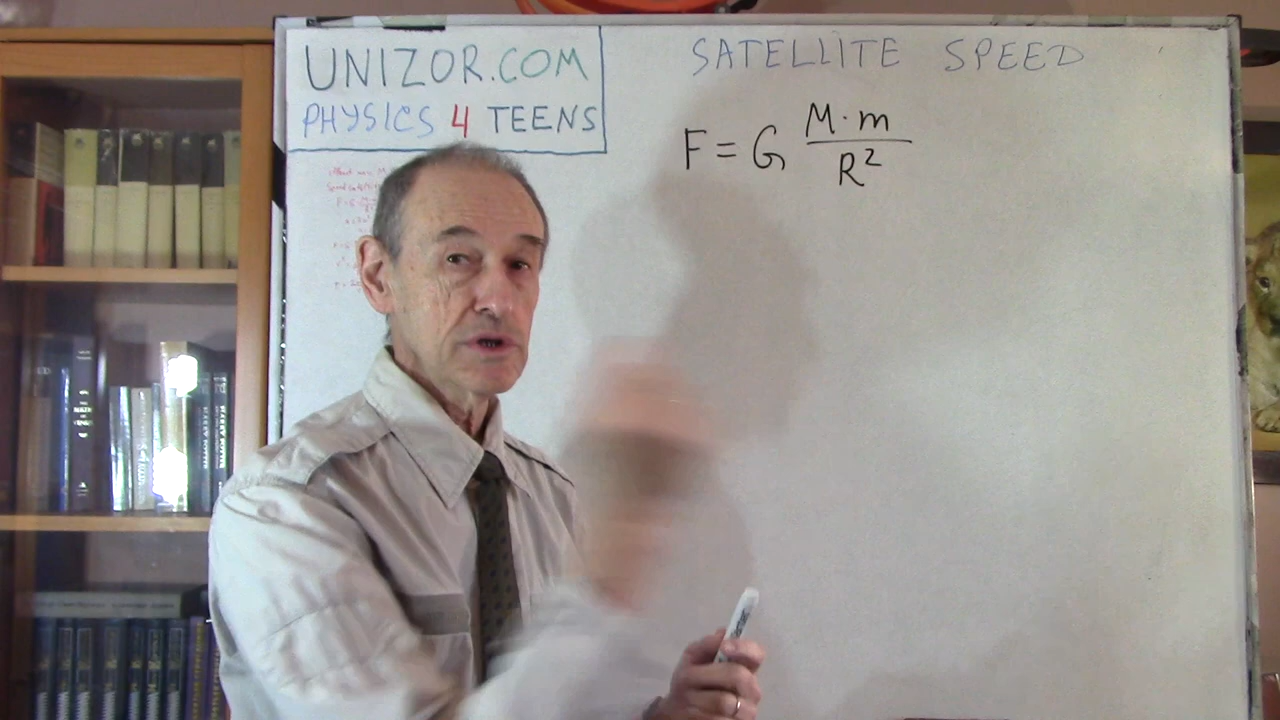 UNIZOR.COM
PHYSICS 4 TEENS
SATELLITE SPEED
F = G M · m / R²